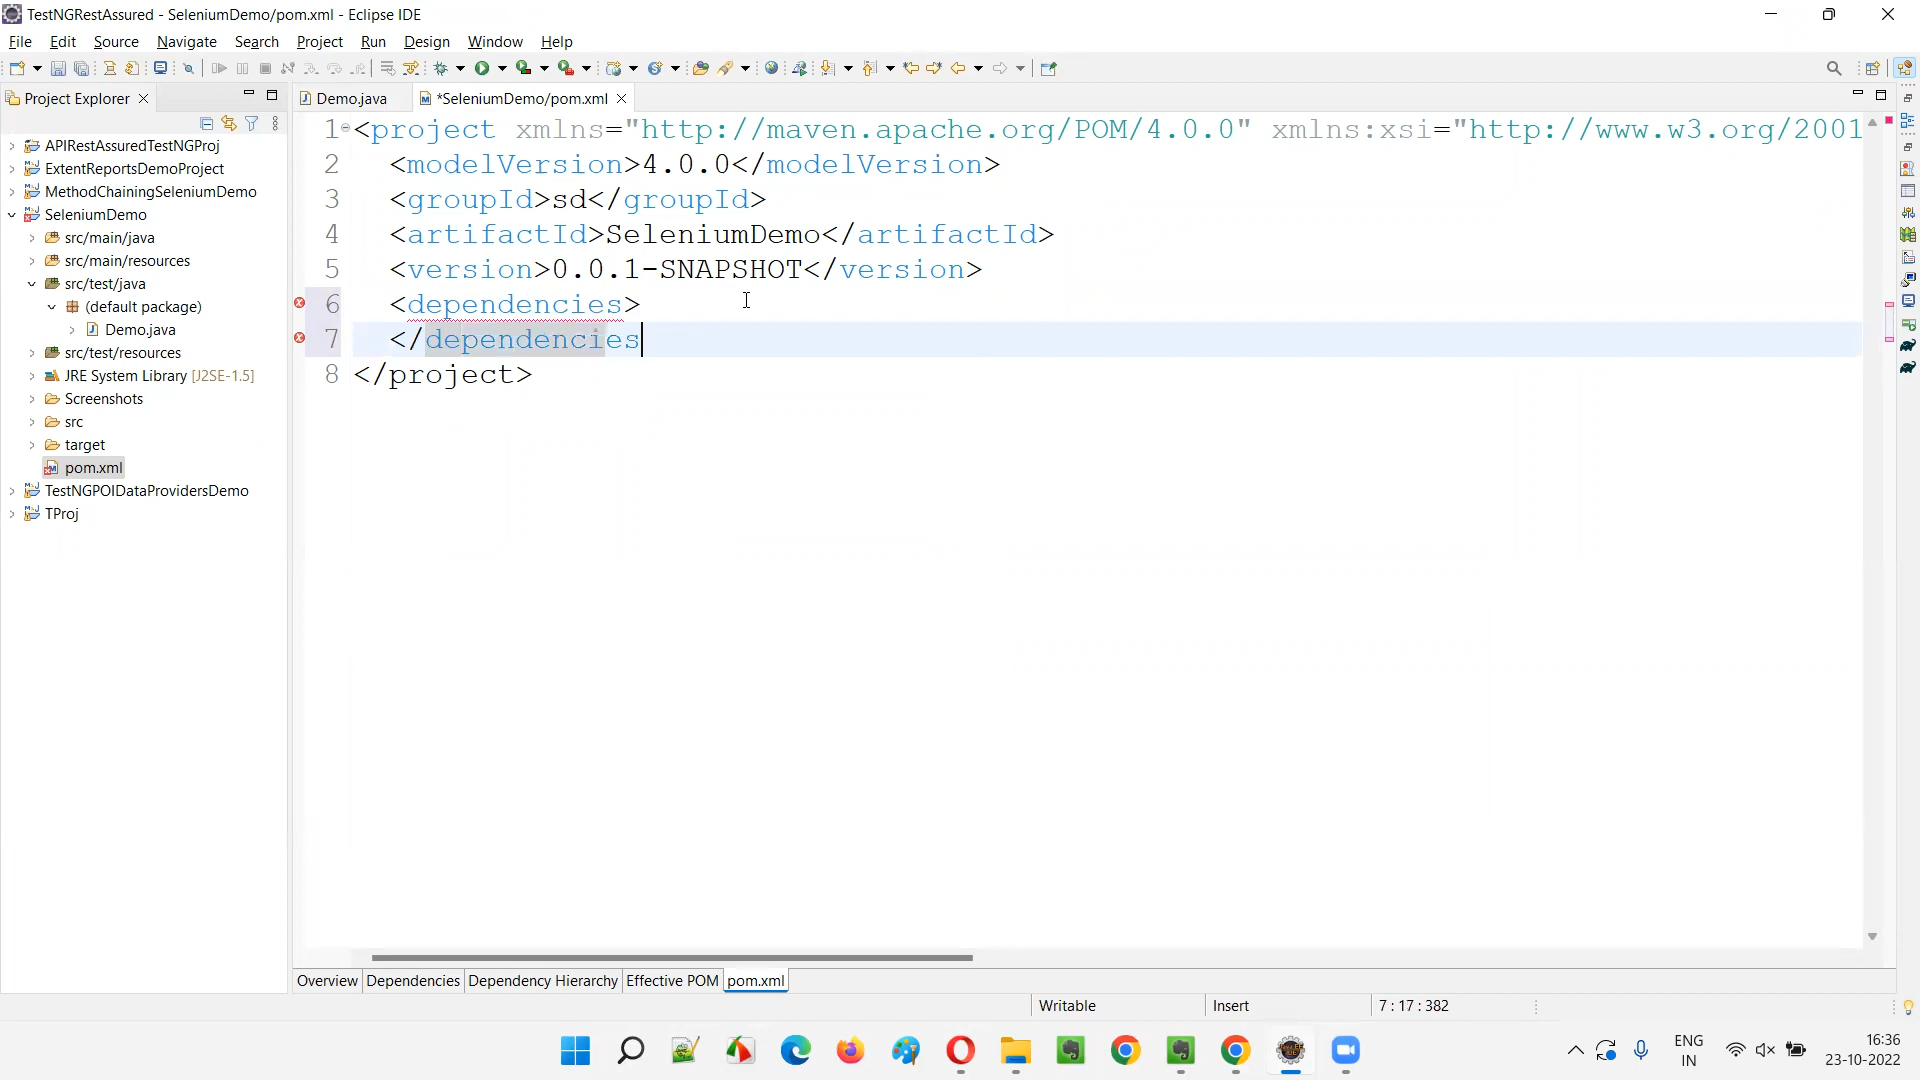 TestNGRestAssured - SeleniumDemo/pom.xml - Eclipse IDE
File Edit Source Navigate Search Project Run Design Window Help
Project Explorer
Demo.java
*SeleniumDemo/pom.xml
APIRestAssuredTestNGProj
ExtentReportsDemoProject
MethodChainingSeleniumDemo
SeleniumDemo
src/main/java
src/main/resources
src/test/java
(default package)
Demo.java
src/test/resources
JRE System Library [J2SE-1.5]
Screenshots
src
target
pom.xml
TestNGPOIDataProvidersDemo
TProj
1 <project xmlns="http://maven.apache.org/POM/4.0.0" xmlns:xsi="http://www.w3.org/2001
2 <modelVersion>4.0.0</modelVersion>
3 <groupId>sd</groupId>
4 <artifactId>SeleniumDemo</artifactId>
5 <version>0.0.1-SNAPSHOT</version>
6 <dependencies>
7 </dependencies
8 </project>
Overview Dependencies Dependency Hierarchy Effective POM pom.xml
Writable Insert 7 : 17 : 382
ENG
IN
16:36
23-10-2022